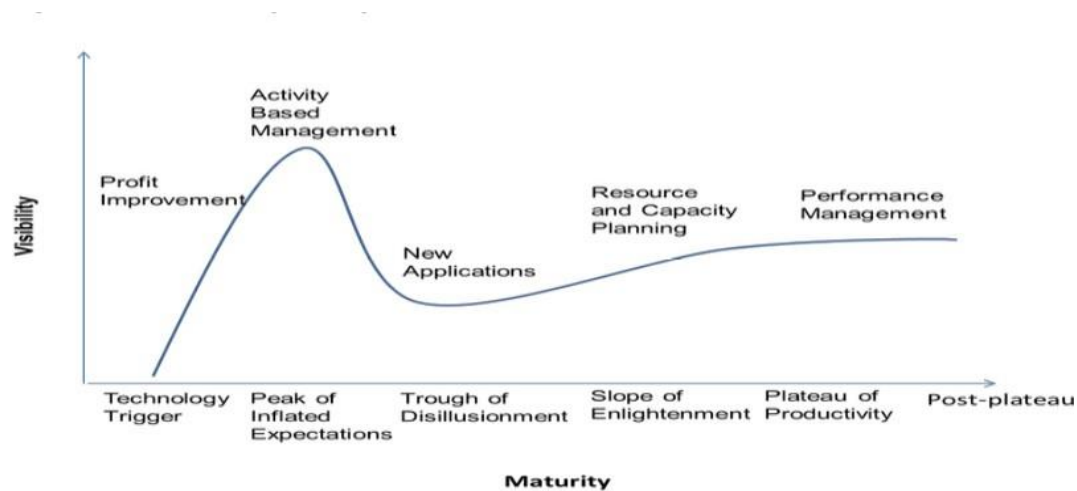 Activity
Based
Management
Profit
Improvement
Resource
and Capacity
Planning
Performance
Management
New
Applications
Visibility
Technology
Trigger
Peak of
Inflated
Expectations
Trough of
Disillusionment
Slope of
Enlightenment
Plateau of
Productivity
Post-plateau
Maturity